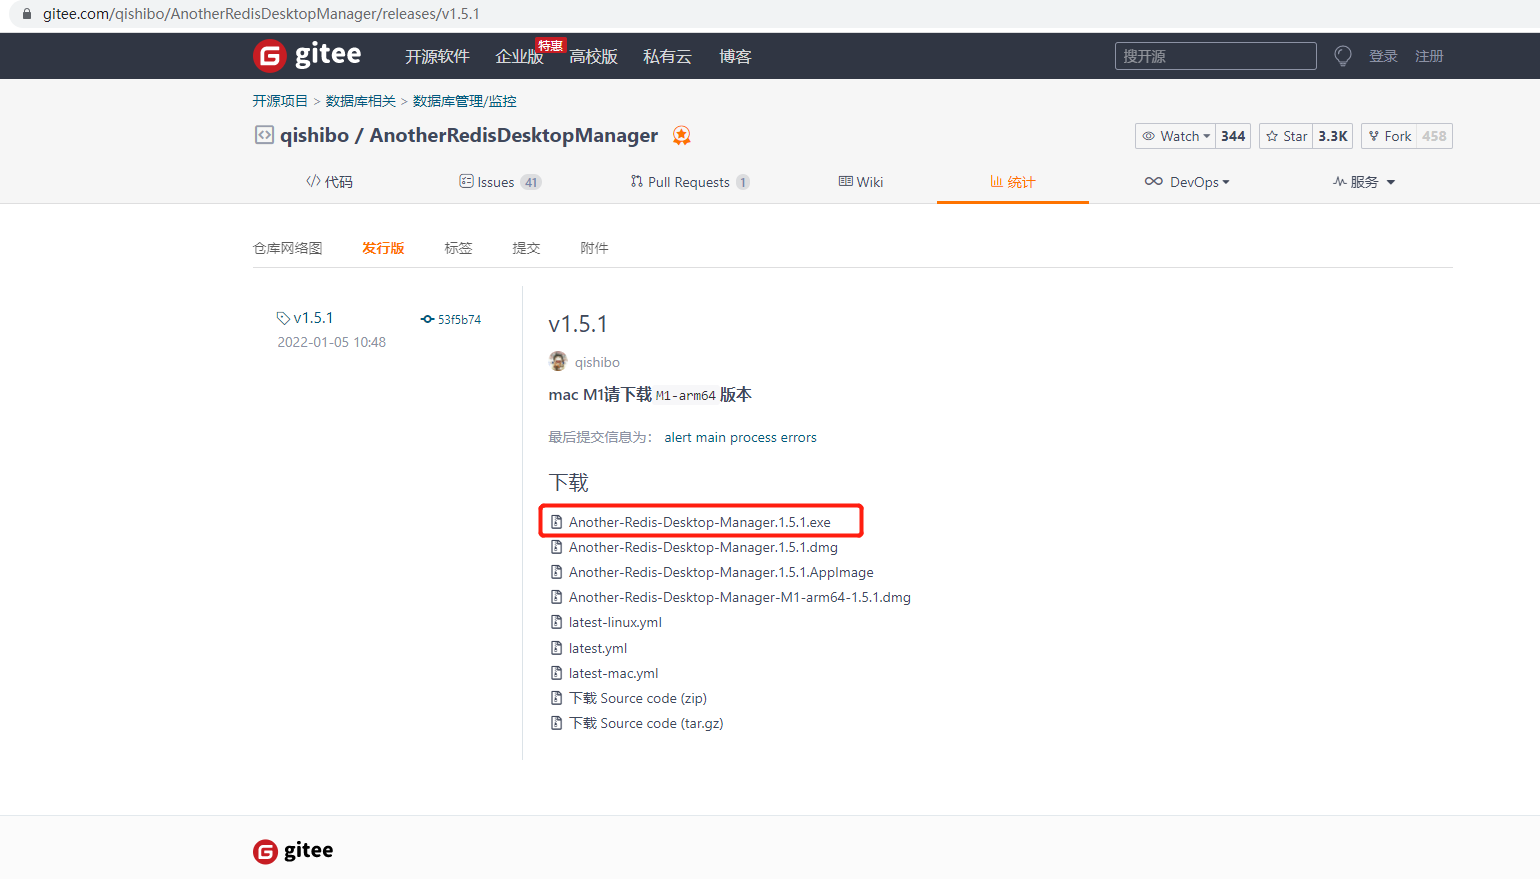 gitee.com/qishibo/AnotherRedisDesktopManager/releases/v1.5.1
gitee 开源软件 企业版 特惠 高校版 私有云 博客 搜开源 登录 注册
开源项目 > 数据库相关 > 数据库管理/监控
qishibo / AnotherRedisDesktopManager Watch 344 Star 3.3K Fork 458
代码 Issues 41 Pull Requests 1 Wiki 统计 DevOps 服务
仓库网络图 发行版 标签 提交 附件
v1.5.1 53f5b74
2022-01-05 10:48
v1.5.1
qishibo
mac M1请下载 M1-arm64 版本
最后提交信息为： alert main process errors
下载
Another-Redis-Desktop-Manager.1.5.1.exe
Another-Redis-Desktop-Manager.1.5.1.dmg
Another-Redis-Desktop-Manager.1.5.1.AppImage
Another-Redis-Desktop-Manager-M1-arm64-1.5.1.dmg
latest-linux.yml
latest.yml
latest-mac.yml
下载 Source code (zip)
下载 Source code (tar.gz)
gitee